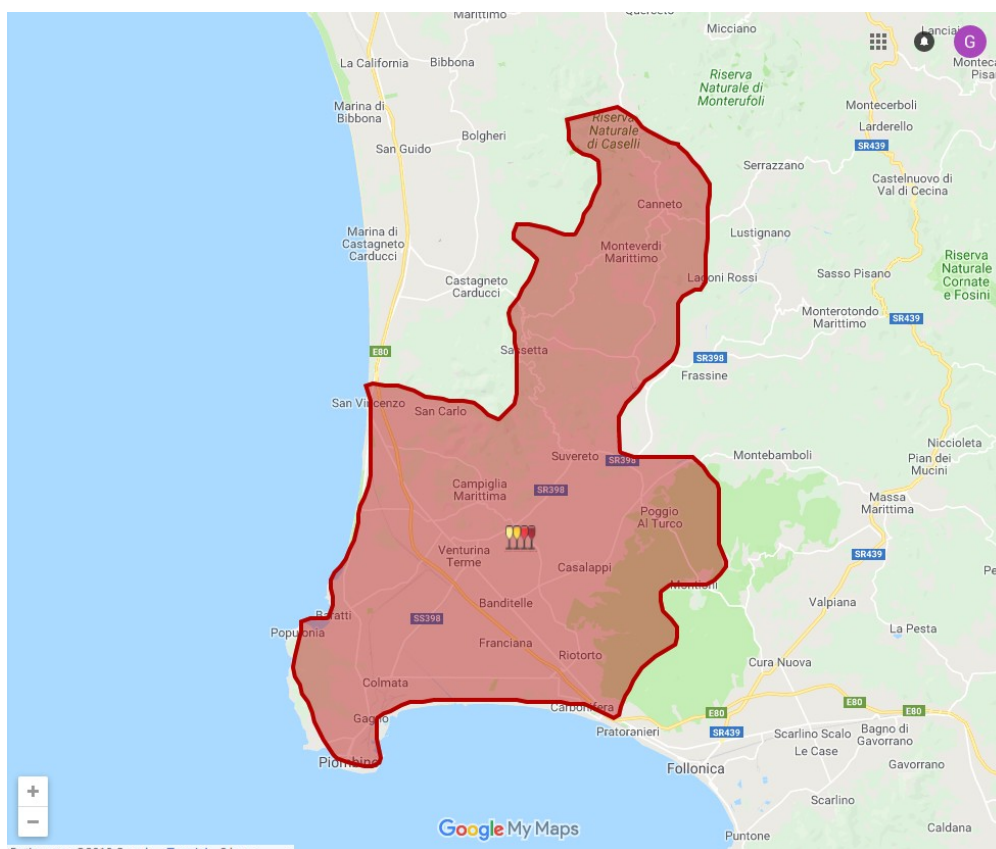 Marittimo
Querceto
Micciano
G
La California
Bibbona
Riserva
Naturale di
Monterufoli
Marina di
Bibbona
Montecerboli
Riserva
Naturale
di Caselli
Larderello
Bolgheri
SR439
San Guido
Serrazzano
Castelnuovo di
Val di Cecina
Canneto
Marina di
Castagneto
Carducci
Lustignano
Monteverdi
Marittimo
Riserva
Naturale
Cornate
e Fosini
Castagneto
Carducci
Lagoni Rossi
Sasso Pisano
Monterotondo
Marittimo
SR439
Sassetta
E80
SR398
Frassine
San Vincenzo
San Carlo
Niccioleta
Suvereto
SR398
Montebamboli
Pian dei
Mucini
Campiglia
Marittima
SR398
Massa
Marittima
Poggio
Al Turco
Venturina
Terme
SR439
Casalappi
Montioni
Banditelle
Valpiana
Baratti
SS398
Populonia
La Pesta
Franciana
Riotorto
Cura Nuova
Colmata
E80
E80
Carbonifera
E80
Gagno
Pratoranieri
SR439
Scarlino Scalo
Bagno di
Gavorrano
Le Case
Piombino
Follonica
Gavorrano
Scarlino
Google My Maps
Puntone
Caldana